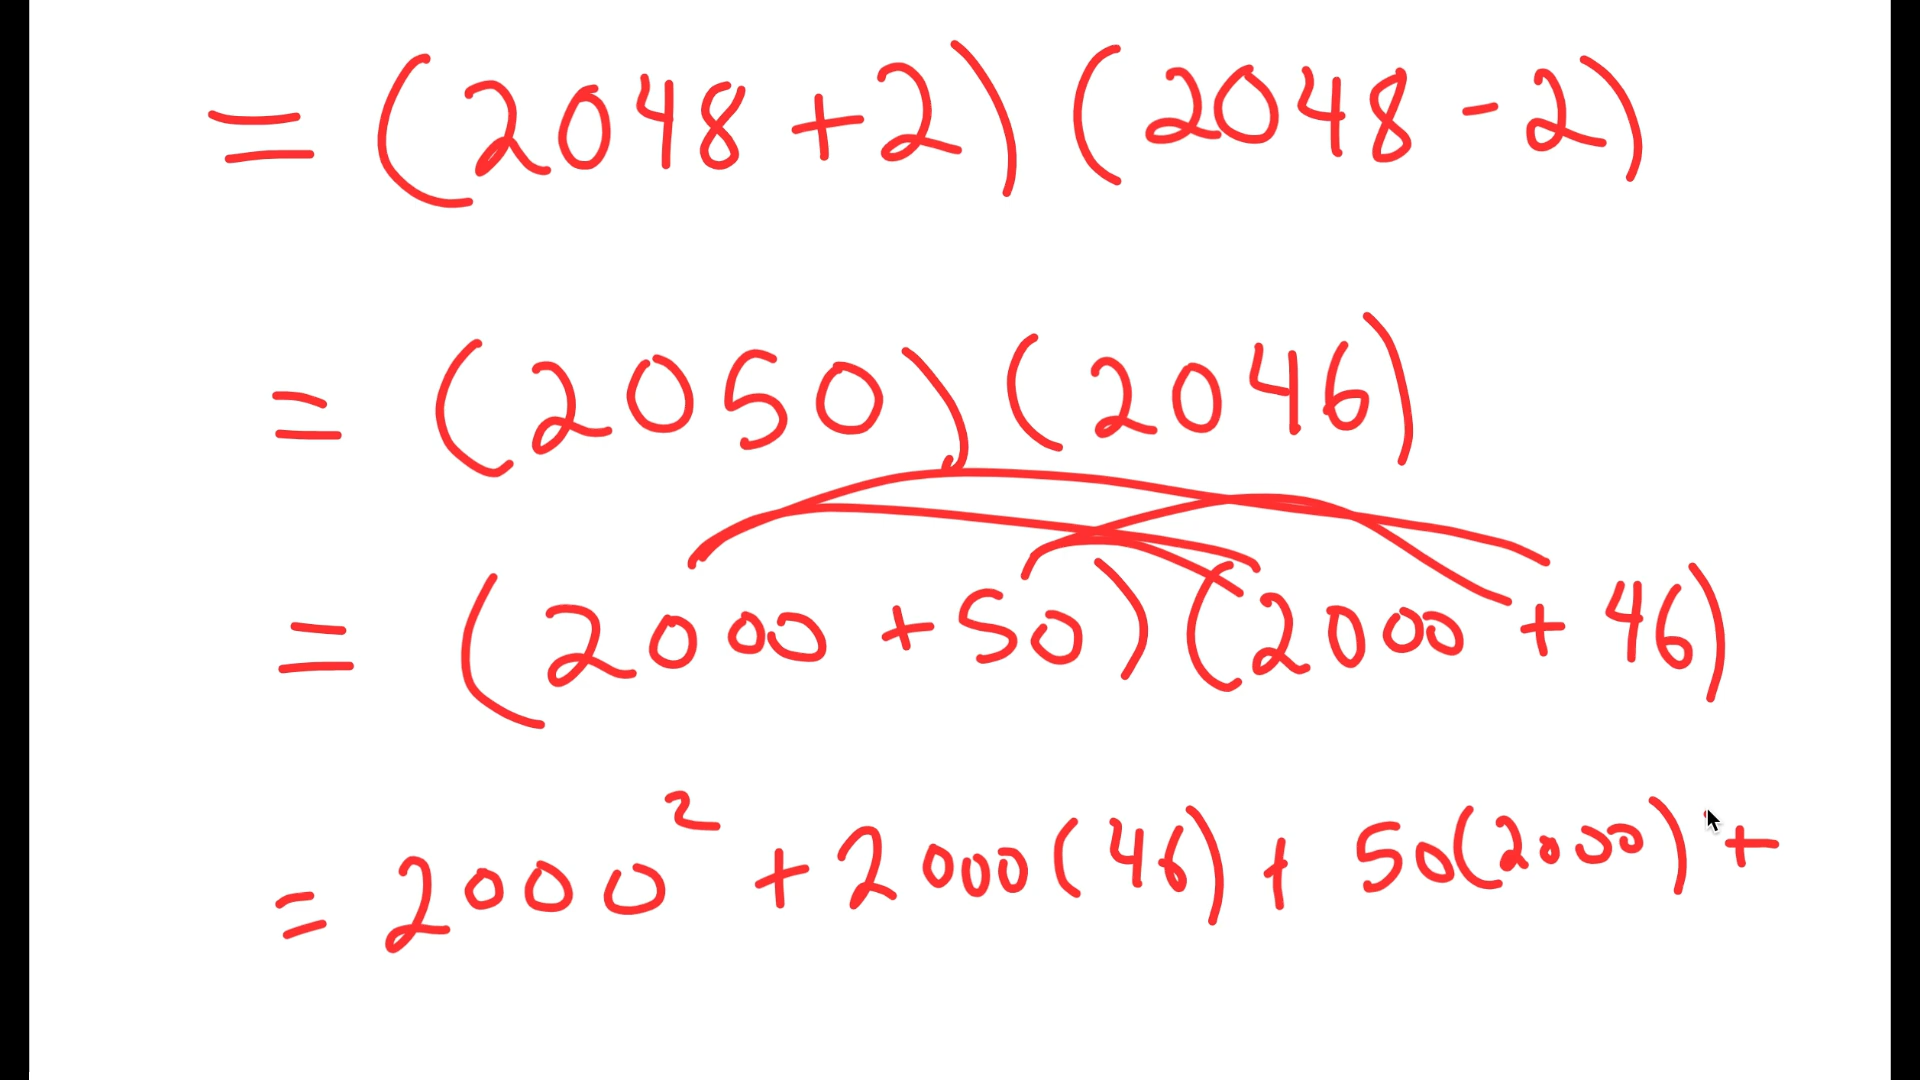 = (2048 + 2) (2048 - 2)
= (2050) (2046)
= (2000 + 50) (2000 + 46)
= 2000² + 2000(46) + 50(2000) +